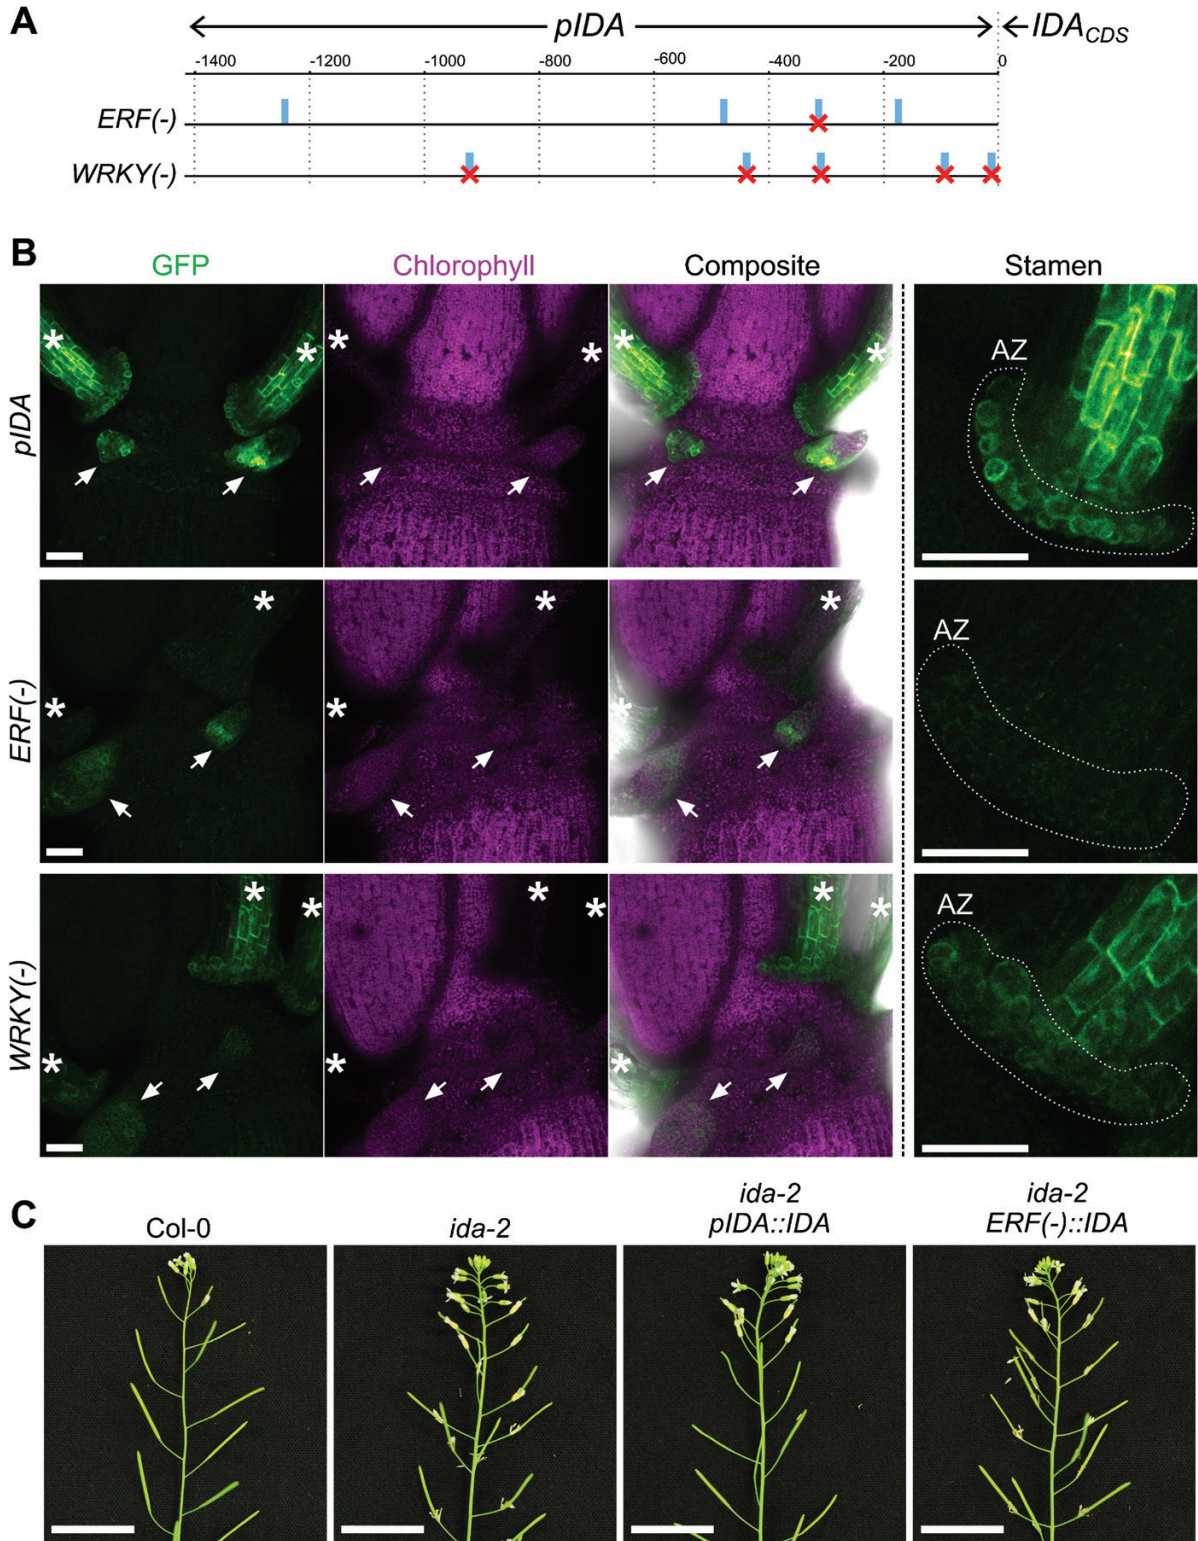 A
pIDA
IDACDS
-1400 -1200 -1000 -800 -600 -400 -200 0
ERF(-)
WRKY(-)
B
GFP Chlorophyll Composite Stamen
pIDA
* * * * * *
AZ
ERF(-)
* * * * * *
AZ
WRKY(-)
* * * * * * * * *
AZ
C
Col-0
ida-2
ida-2
pIDA::IDA
ida-2
ERF(-)::IDA